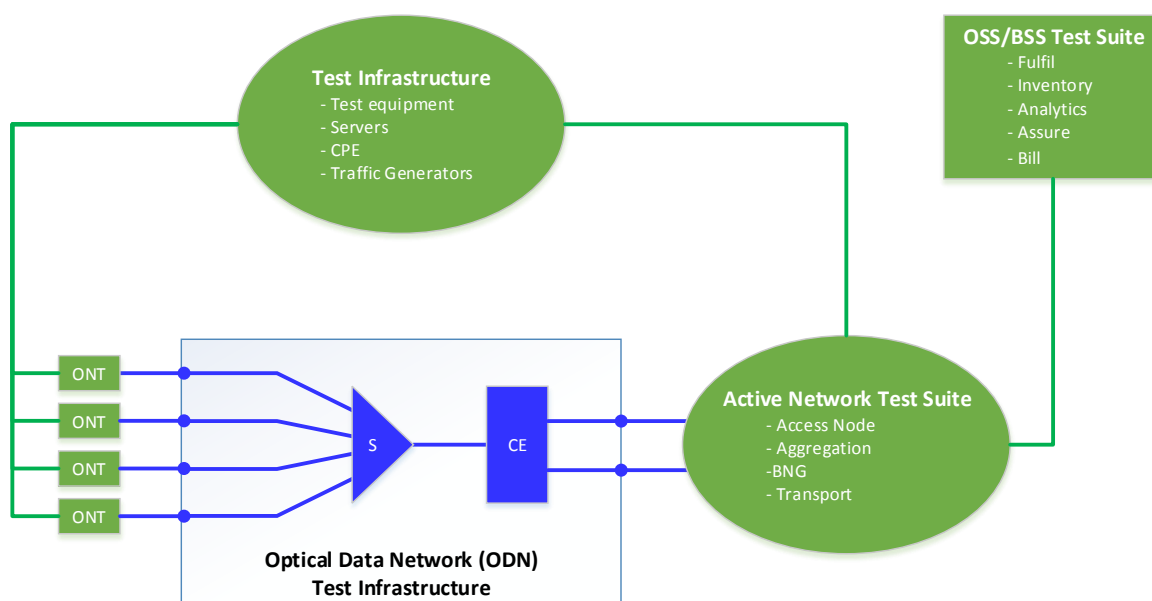 OSS/BSS Test Suite
- Fulfil
- Inventory
- Analytics
- Assure
- Bill
Test Infrastructure
- Test equipment
- Servers
- CPE
- Traffic Generators
ONT
ONT
ONT
ONT
S
CE
Active Network Test Suite
- Access Node
- Aggregation
-BNG
- Transport
Optical Data Network (ODN)
Test Infrastructure